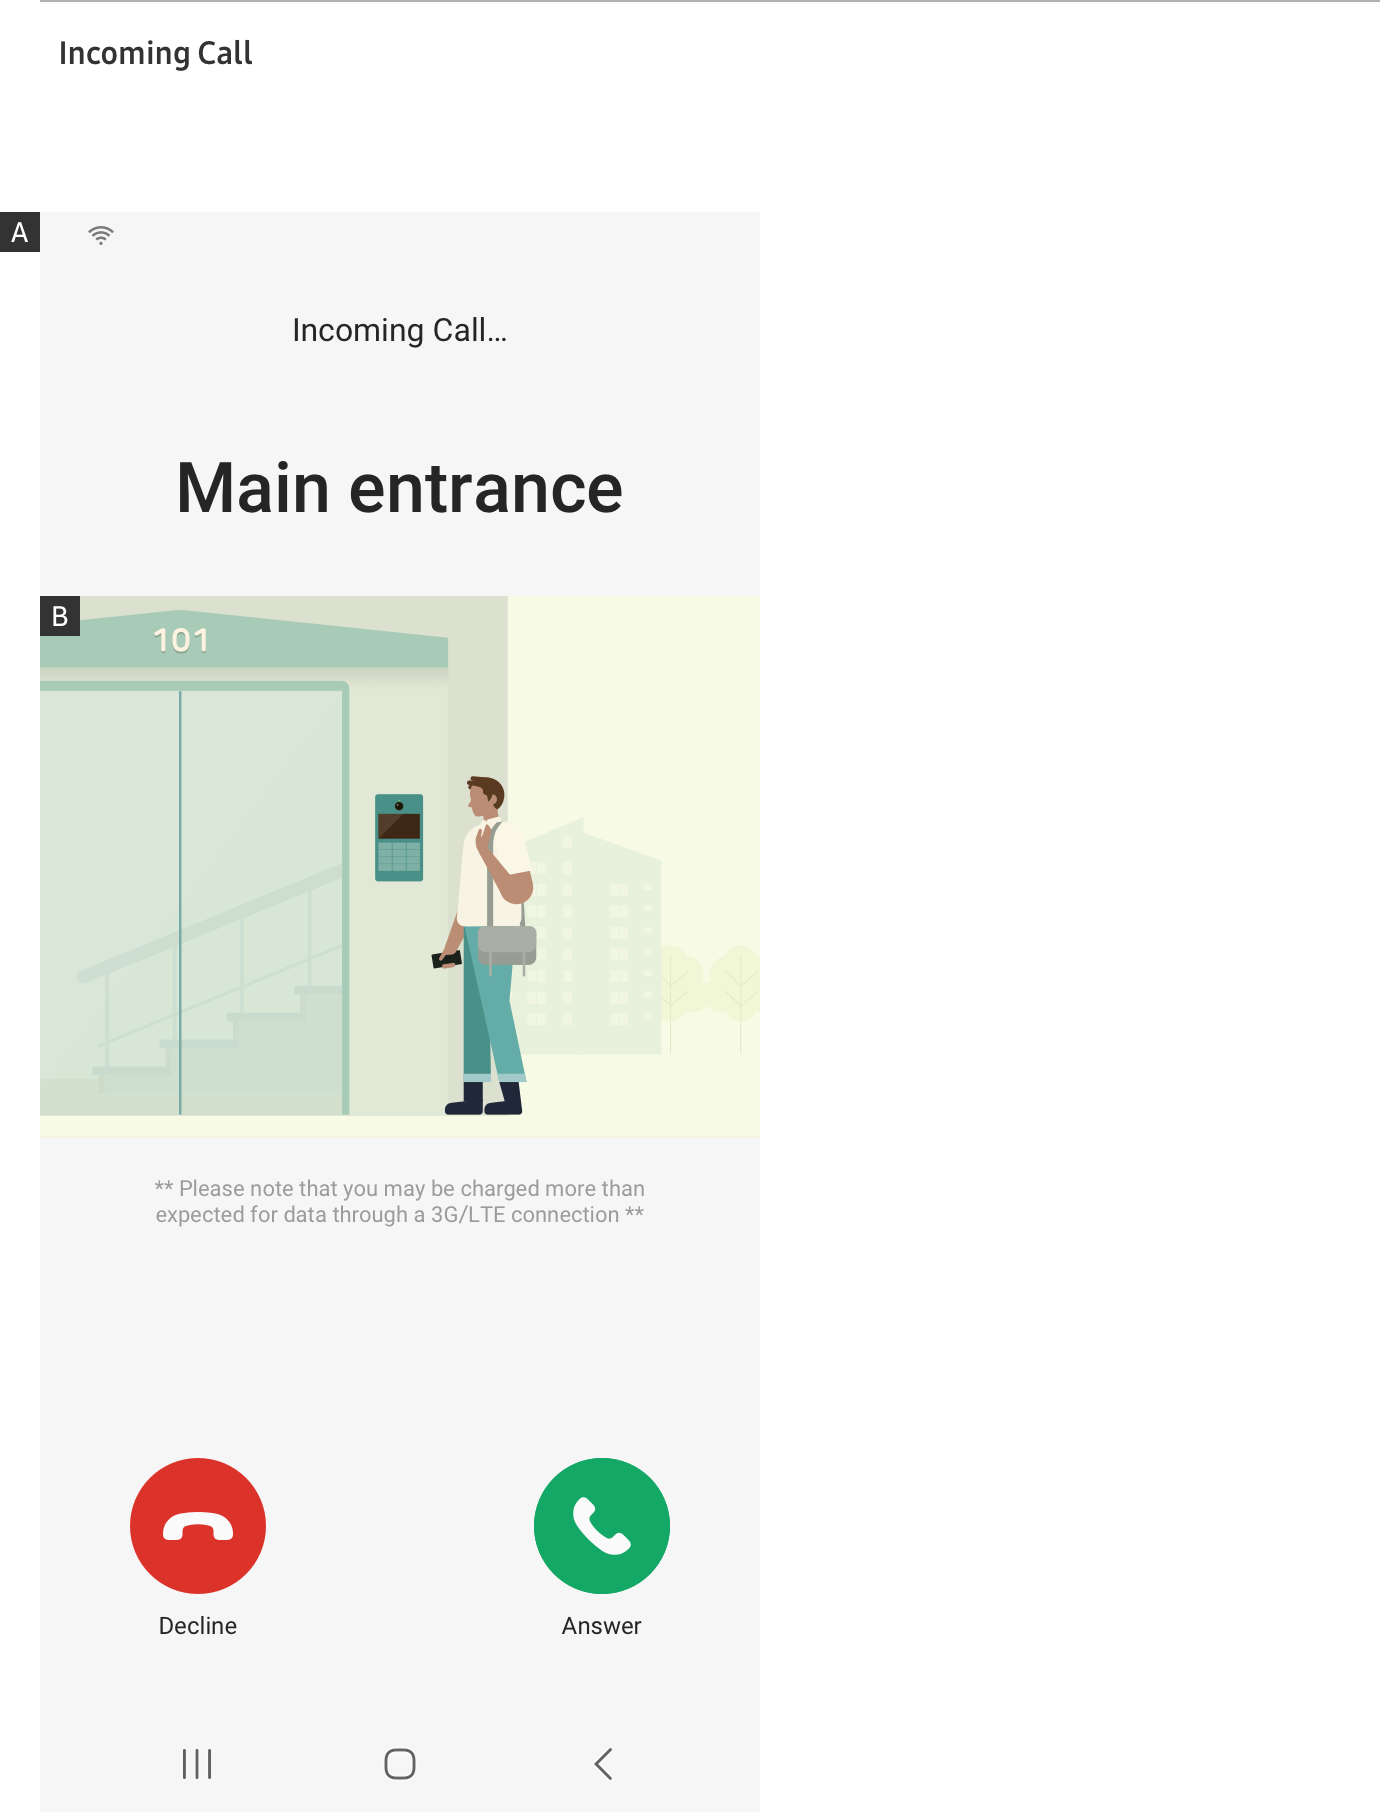 Incoming Call
A
Incoming Call...
Main entrance
B
101
** Please note that you may be charged more than
expected for data through a 3G/LTE connection **
Decline
Answer